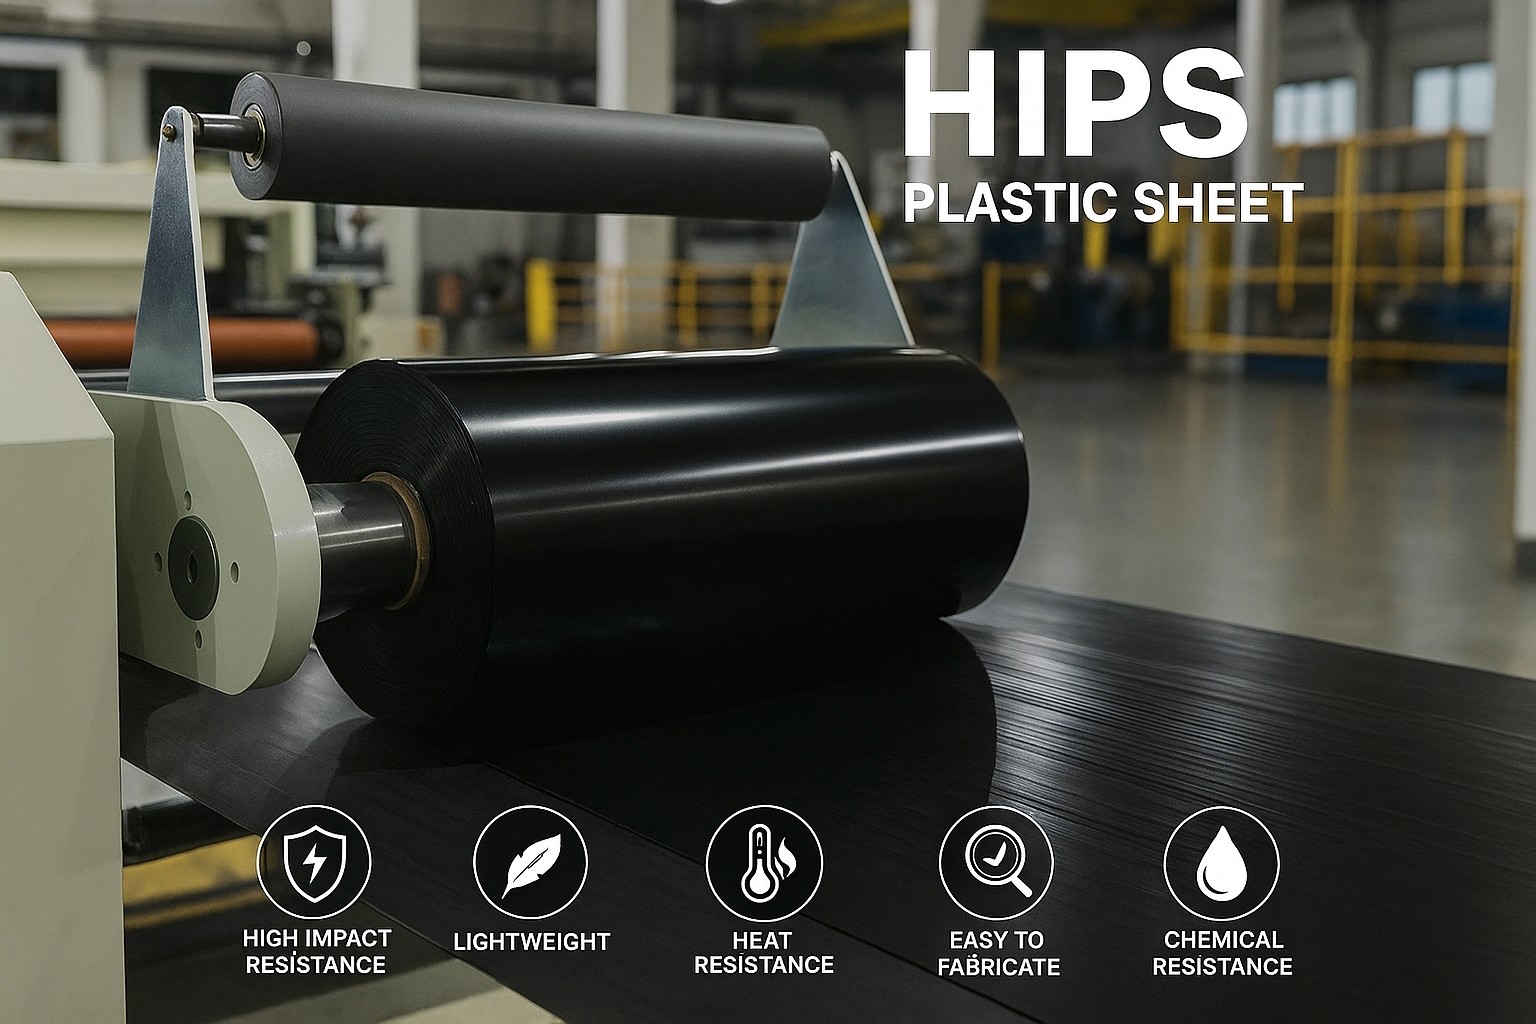 HIPS
PLASTIC SHEET
HIGH IMPACT
RESISTANCE
LIGHTWEIGHT
HEAT
RESISTANCE
EASY TO
FABRICATE
CHEMICAL
RESISTANCE